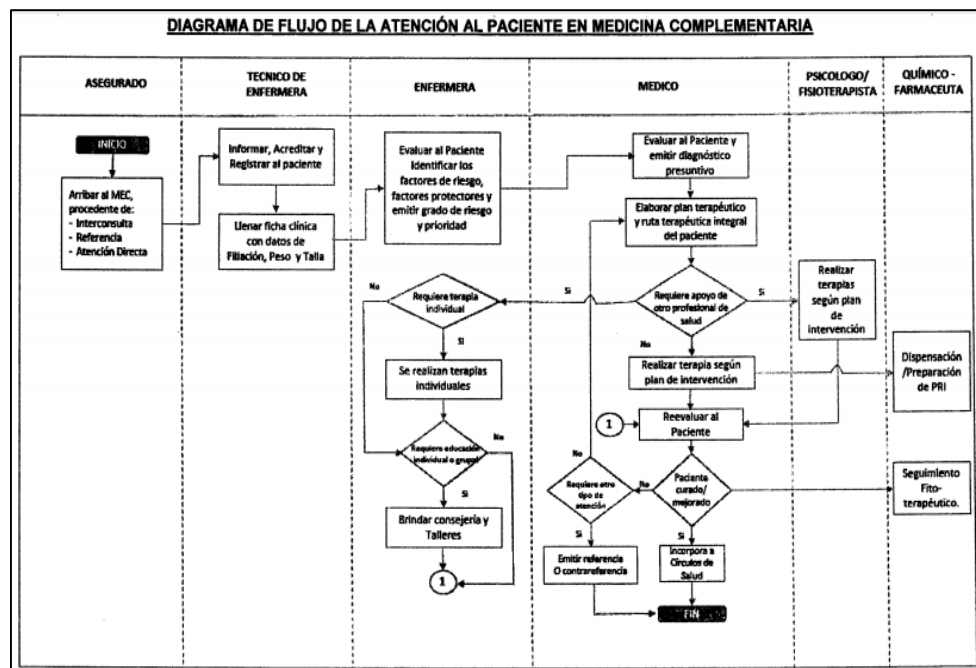 DIAGRAMA DE FLUJO DE LA ATENCIÓN AL PACIENTE EN MEDICINA COMPLEMENTARIA
ASEGURADO
TECNICO DE
ENFERMERA
ENFERMERA
MEDICO
PSICOLOGO/
FISIOTERAPISTA
QUÍMICO -
FARMACEUTA
INICIO
Arribar al MEC,
procedente de:
- Interconsulta
- Referencia
- Atención Directa
Informar, Acreditar y
Registrar al paciente
Llenar ficha clínica
con datos de
Filiación, Peso y Talla
Evaluar al Paciente
Identificar los
factores de riesgo,
factores protectores y
emitir grado de riesgo
y prioridad
Evaluar al Paciente y
emitir diagnóstico
presuntivo
Elaborar plan terapéutico
y ruta terapéutica integral
del paciente
Requiere apoyo de
otro profesional de
salud
Si
Si
No
Realizar
terapias
según plan
de
intervención
No
Requiere terapia
individual
Si
Se realizan terapias
individuales
Requiere educación
individual o grupal
No
Si
Brindar consejería y
Talleres
1
Realizar terapia según
plan de intervención
Dispensación
/Preparación
de PRI
1
Reevaluar al
Paciente
Paciente
curado/
mejorado
No
No
Requiere otro
tipo de
atención
Si
Si
Seguimiento
Fito-
terapéutico.
Emitir referencia
O contrareferencia
Incorpora a
Círculos de
Salud
FIN